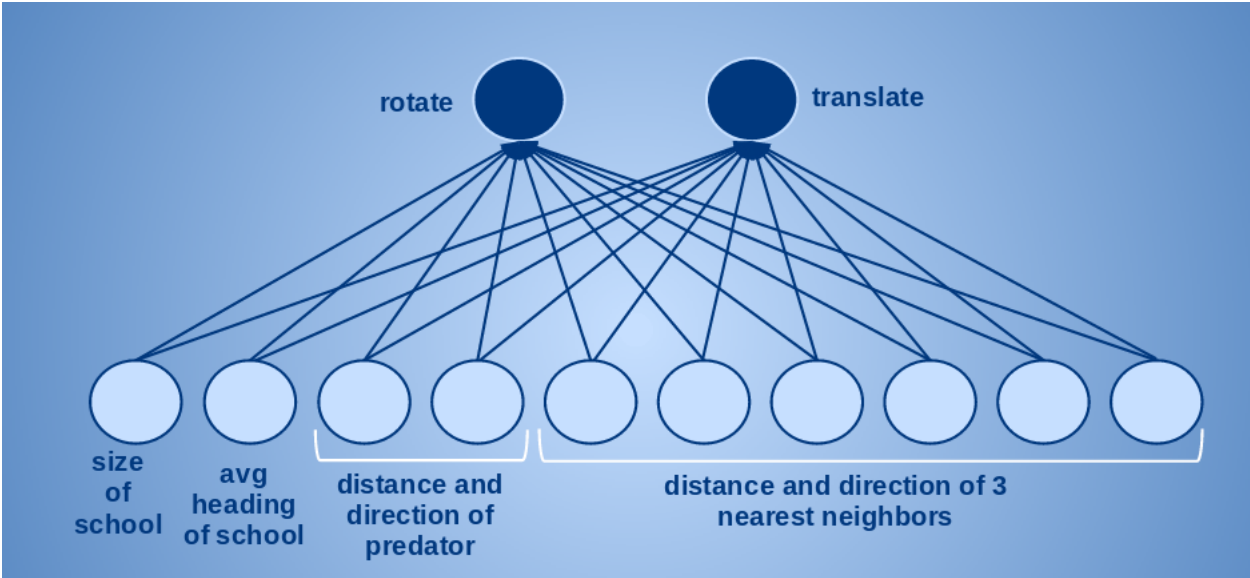 rotate
translate
size
of
school
avg
heading
of school
distance and
direction of
predator
distance and direction of 3
nearest neighbors